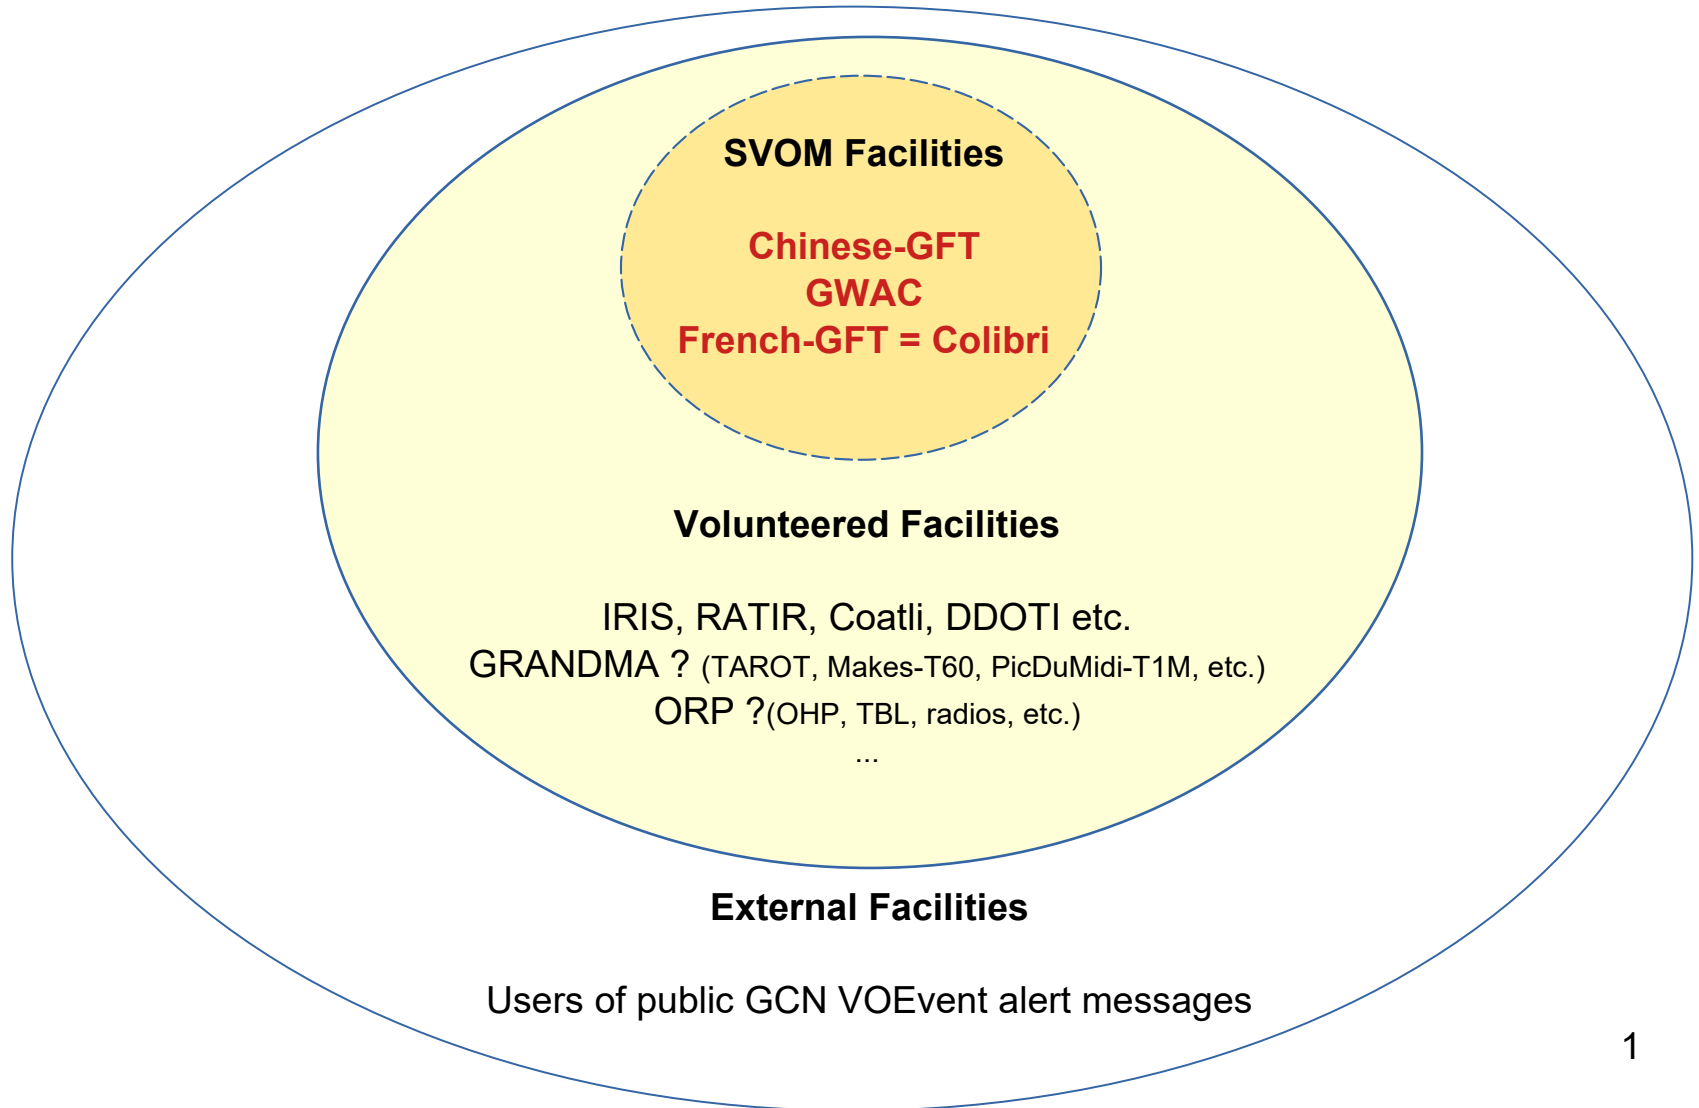 SVOM Facilities
Chinese-GFT
GWAC
French-GFT = Colibri
Volunteered Facilities
IRIS, RATIR, Coatli, DDOTI etc.
GRANDMA ? (TAROT, Makes-T60, PicDuMidi-T1M, etc.)
ORP ?(OHP, TBL, radios, etc.)
...
External Facilities
Users of public GCN VOEvent alert messages
1